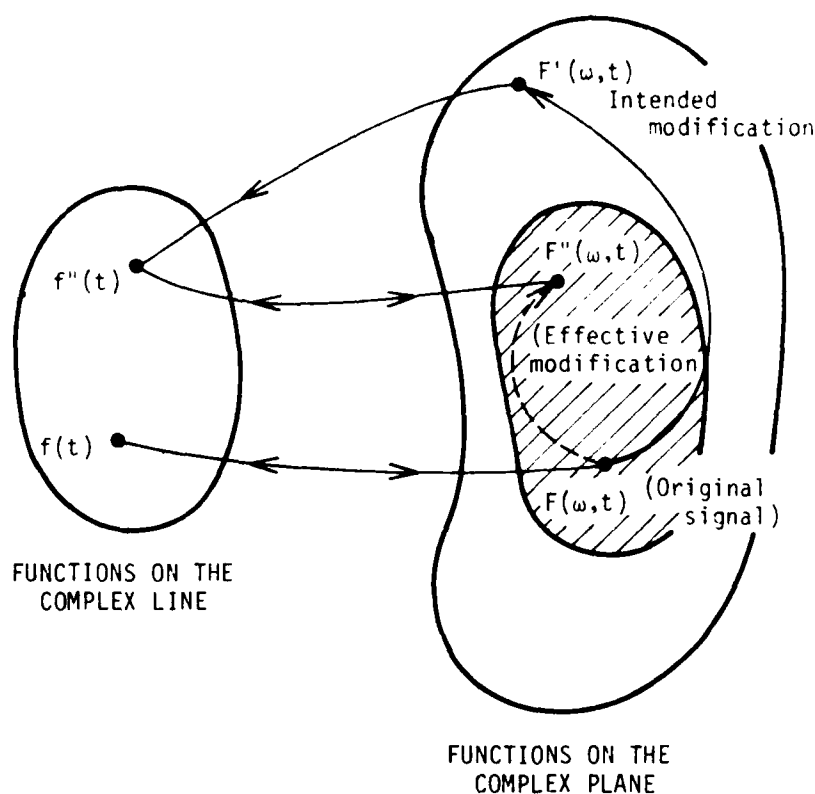 F'(ω,t)
Intended
modification
f"(t)
F"(ω,t)
(Effective
modification
f(t)
F(ω,t)
(Original
signal)
FUNCTIONS ON THE
COMPLEX LINE
FUNCTIONS ON THE
COMPLEX PLANE